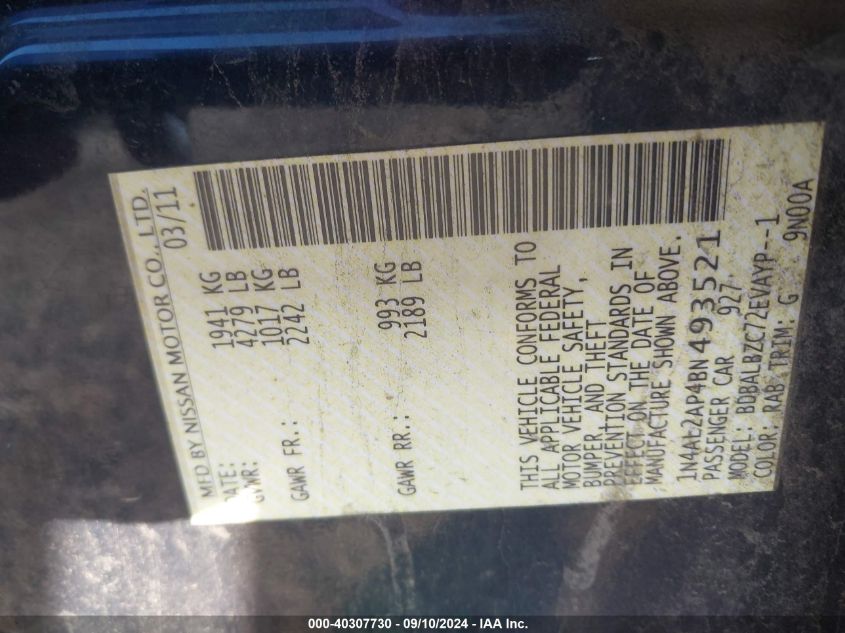 MFD BY NISSAN MOTOR CO., LTD.
DATE: 03/11
GVWR: 1941 KG
4279 LB
GAWR FR.: 1017 KG
2242 LB
GAWR RR.: 993 KG
2189 LB
THIS VEHICLE CONFORMS TO
ALL APPLICABLE FEDERAL
MOTOR VEHICLE SAFETY,
BUMPER AND THEFT
PREVENTION STANDARDS IN
EFFECT ON THE DATE OF
MANUFACTURE SHOWN ABOVE.
1N4AL2AP4BN493521
PASSENGER CAR 927
MODEL: BDBALBZC72EVAYP--1
COLOR: RAB TRIM: G 9N00A
000-40307730 - 09/10/2024 - IAA Inc.